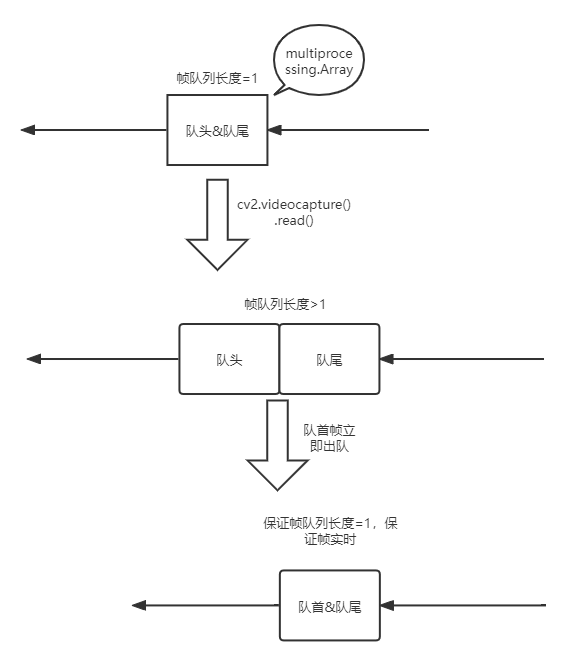 multiproce
ssing.Array
帧队列长度=1
队头&队尾
cv2.videocapture()
.read()
帧队列长度>1
队头
队尾
队首帧立
即出队
保证帧队列长度=1，保
证帧实时
队首&队尾